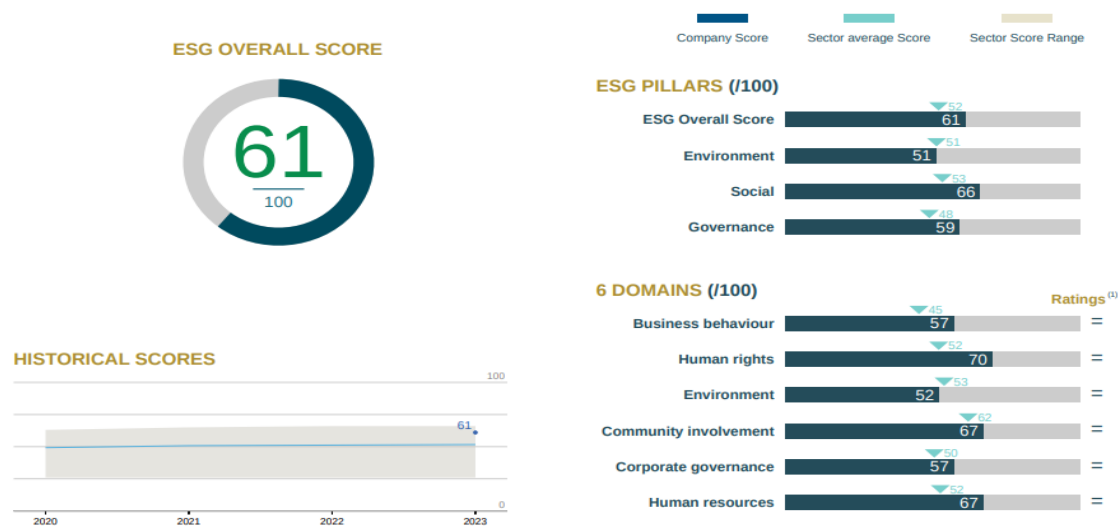 ESG OVERALL SCORE
61
100
HISTORICAL SCORES
100
61
0
2020 2021 2022 2023
Company Score Sector average Score Sector Score Range
ESG PILLARS (/100)
52
ESG Overall Score 61
51
Environment 51
53
Social 66
48
Governance 59
6 DOMAINS (/100)
Ratings (1)
45
Business behaviour 57 =
52
Human rights 70 =
53
Environment 52 =
62
Community involvement 67 =
50
Corporate governance 57 =
52
Human resources 67 =